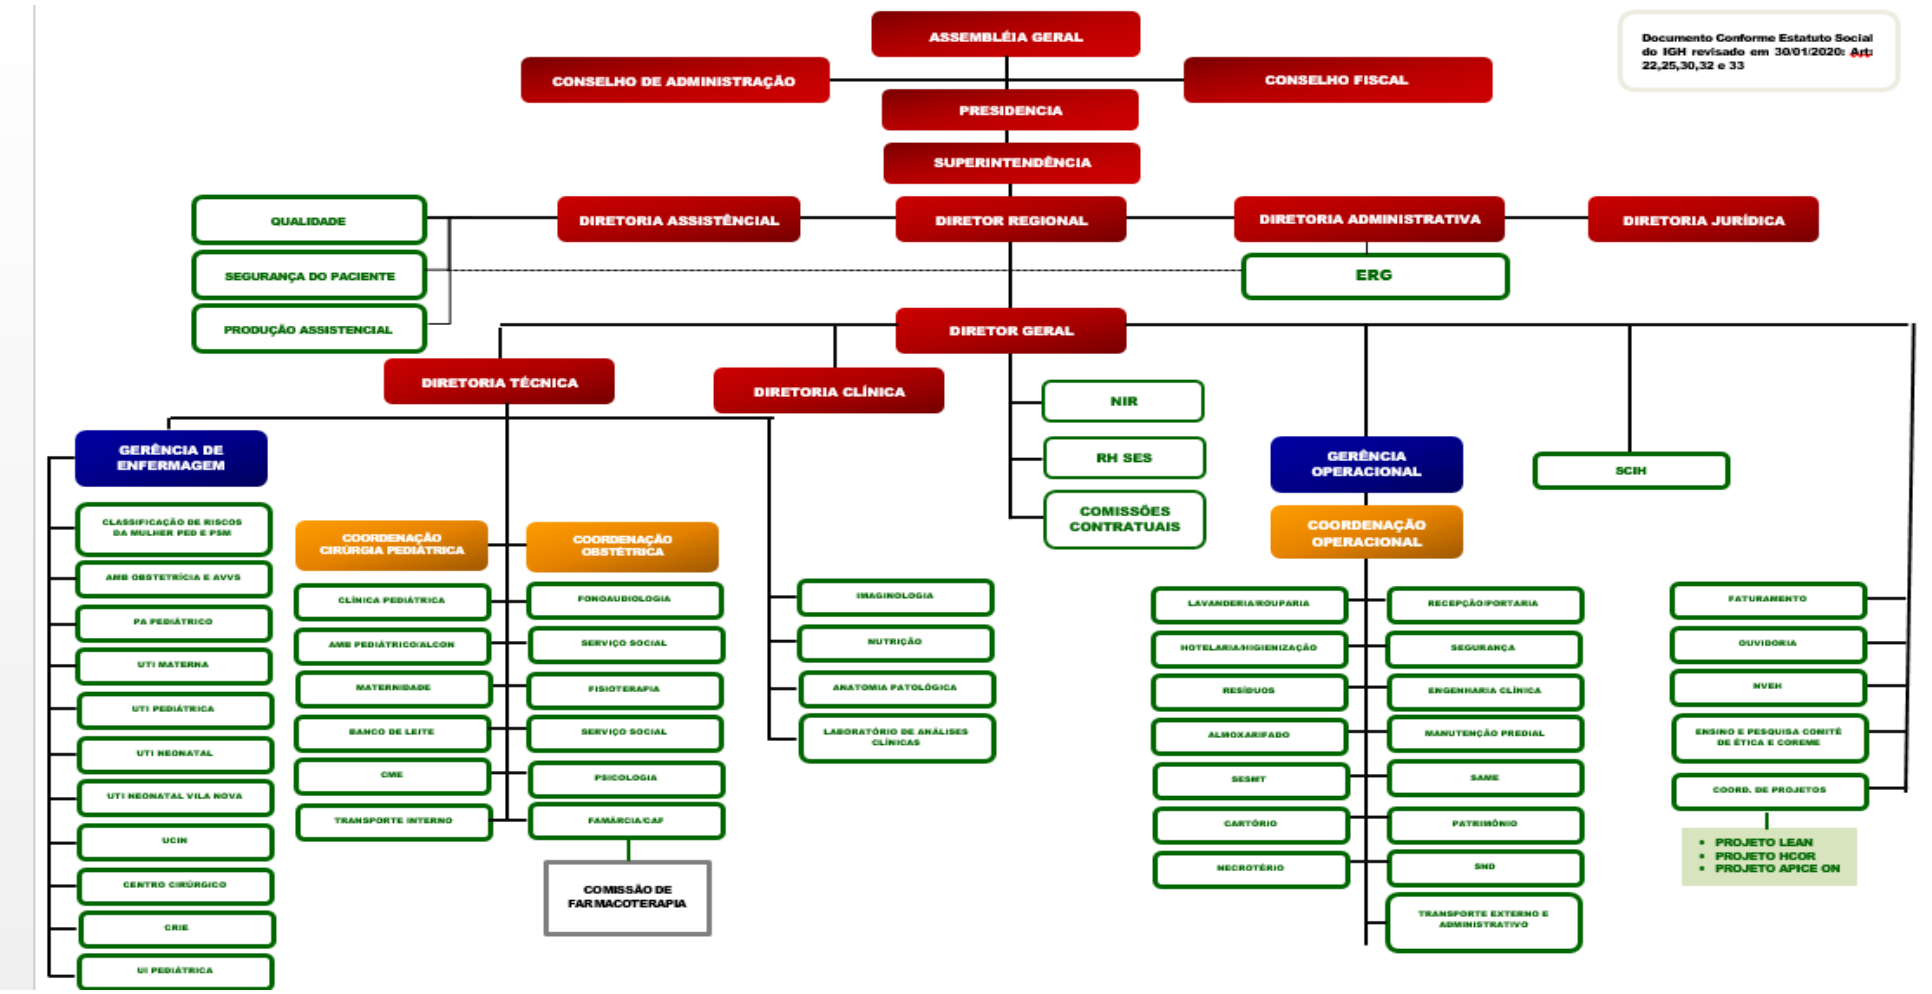 ASSEMBLÉIA GERAL
Documento Conforme Estatuto Social
do IGH revisado em 30/01/2020: Art:
22,25,30,32 e 33
CONSELHO DE ADMINISTRAÇÃO
CONSELHO FISCAL
PRESIDENCIA
SUPERINTENDÊNCIA
QUALIDADE
DIRETORIA ASSISTÊNCIAL
DIRETOR REGIONAL
DIRETORIA ADMINISTRATIVA
DIRETORIA JURÍDICA
SEGURANÇA DO PACIENTE
ERG
PRODUÇÃO ASSISTENCIAL
DIRETOR GERAL
DIRETORIA TÉCNICA
DIRETORIA CLÍNICA
NIR
RH SES
COMISSÕES
CONTRATUAIS
GERÊNCIA DE
ENFERMAGEM
GERÊNCIA
OPERACIONAL
SCIH
COORDENAÇÃO
OPERACIONAL
CLASSIFICAÇÃO DE RISCOS
DA MULHER PED E PSM
AMB OBSTETRÍCIA E AVVS
PA PEDIÁTRICO
UTI MATERNA
UTI PEDIÁTRICA
UTI NEONATAL
UTI NEONATAL VILA NOVA
UCIN
CENTRO CIRÚRGICO
CRIE
UI PEDIÁTRICA
COORDENAÇÃO
CIRÚRGIA PEDIÁTRICA
CLÍNICA PEDIÁTRICA
AMB PEDIÁTRICO/ALCON
MATERNIDADE
BANCO DE LEITE
CME
TRANSPORTE INTERNO
COORDENAÇÃO
OBSTÉTRICA
FONOAUDIOLOGIA
SERVIÇO SOCIAL
FISIOTERAPIA
SERVIÇO SOCIAL
PSICOLOGIA
FAMÁRCIA/CAF
COMISSÃO DE
FARMACOTERAPIA
IMAGINOLOGIA
NUTRIÇÃO
ANATOMIA PATOLÓGICA
LABORATÓRIO DE ANÁLISES
CLÍNICAS
LAVANDERIA/ROUPARIA
HOTELARIA/HIGIENIZAÇÃO
RESÍDUOS
ALMOXARIFADO
SESMT
CARTÓRIO
NECROTÉRIO
RECEPÇÃO/PORTARIA
SEGURANÇA
ENGENHARIA CLÍNICA
MANUTENÇÃO PREDIAL
SAME
PATRIMÔNIO
SND
TRANSPORTE EXTERNO E
ADMINISTRATIVO
FATURAMENTO
OUVIDORIA
NVEH
ENSINO E PESQUISA COMITÊ
DE ÉTICA E COREME
COORD. DE PROJETOS
• PROJETO LEAN
• PROJETO HCOR
• PROJETO APICE ON